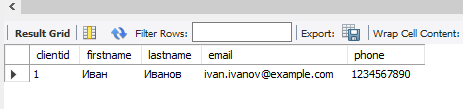 Result Grid Filter Rows: Export: Wrap Cell Content:
clientid firstname lastname email phone
1 Иван Иванов ivan.ivanov@example.com 1234567890